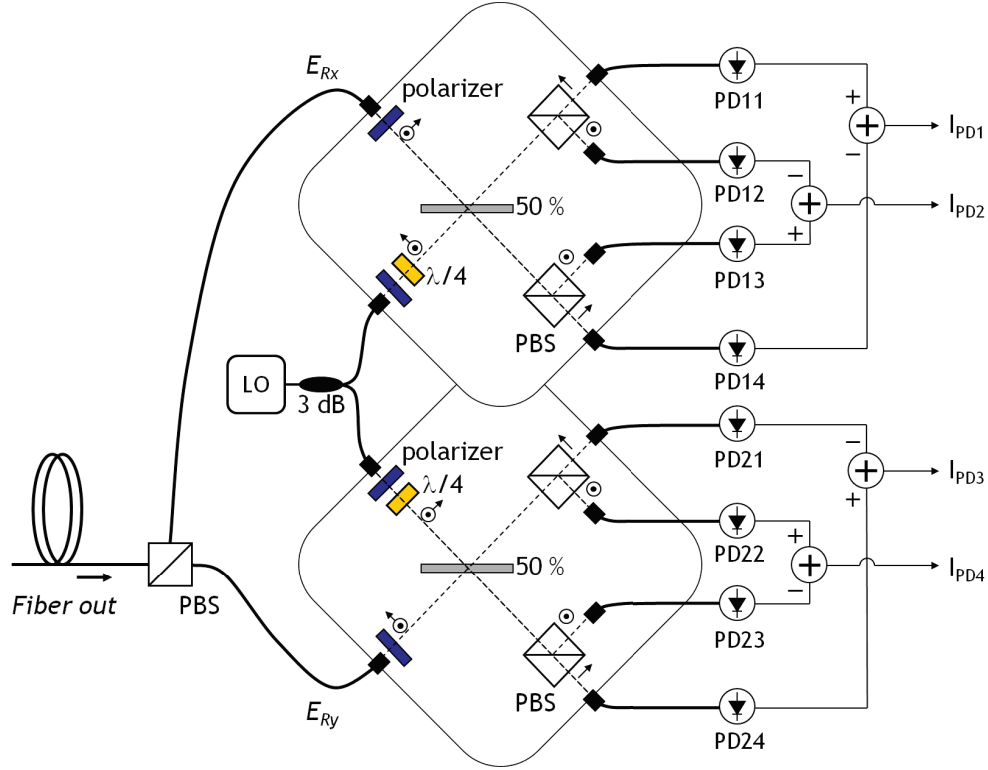 E_Rx
polarizer
PD11
+
−
I_PD1
50 %
PD12
−
+
I_PD2
λ/4
PD13
PBS
PD14
LO
3 dB
polarizer
λ/4
PD21
−
+
I_PD3
50 %
PD22
+
−
I_PD4
Fiber out
PBS
PD23
PBS
E_Ry
PD24